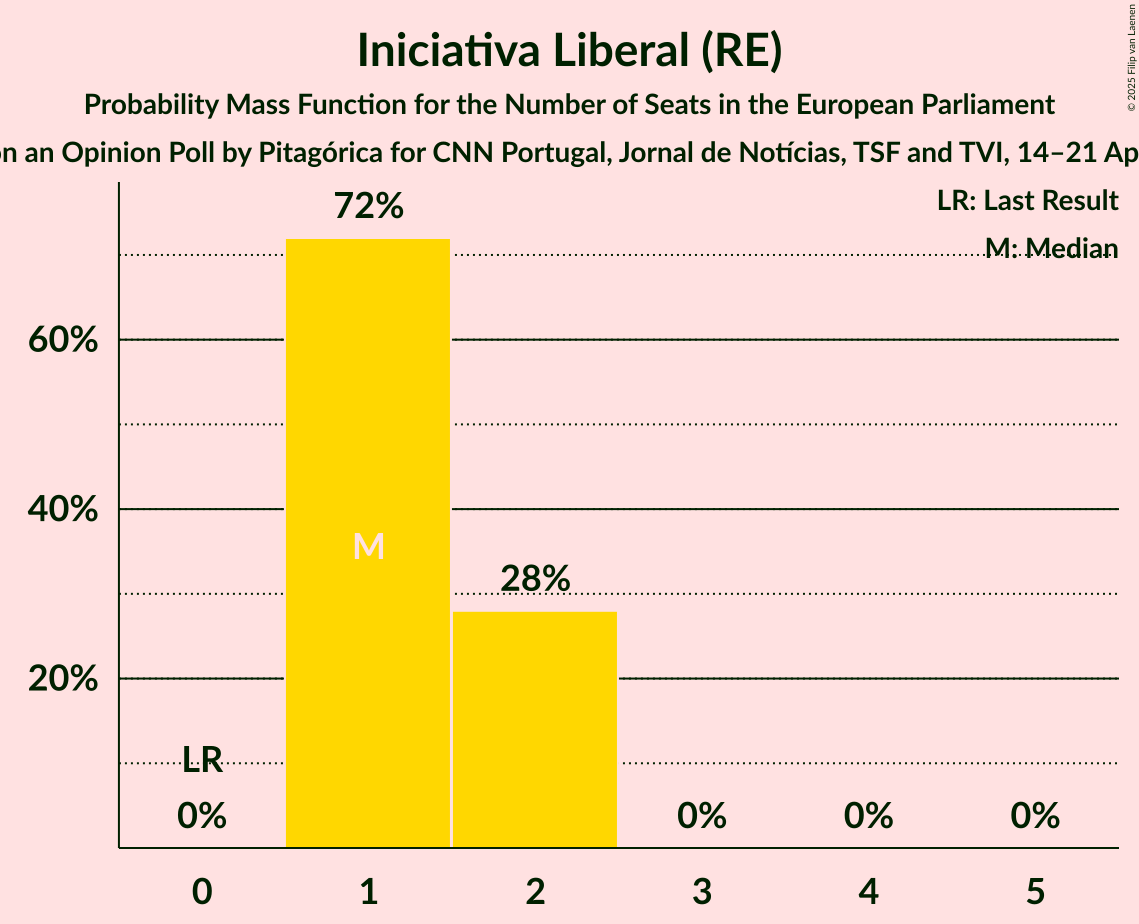 Iniciativa Liberal (RE)
Probability Mass Function for the Number of Seats in the European Parliament
an Opinion Poll by Pitagórica for CNN Portugal, Jornal de Notícias, TSF and TVI, 14–21
© 2025 Filip van Laenen
LR: Last Result
M: Median
72%
60%
40%
M
28%
20%
LR
0%
0%
0%
0%
0
1
2
3
4
5